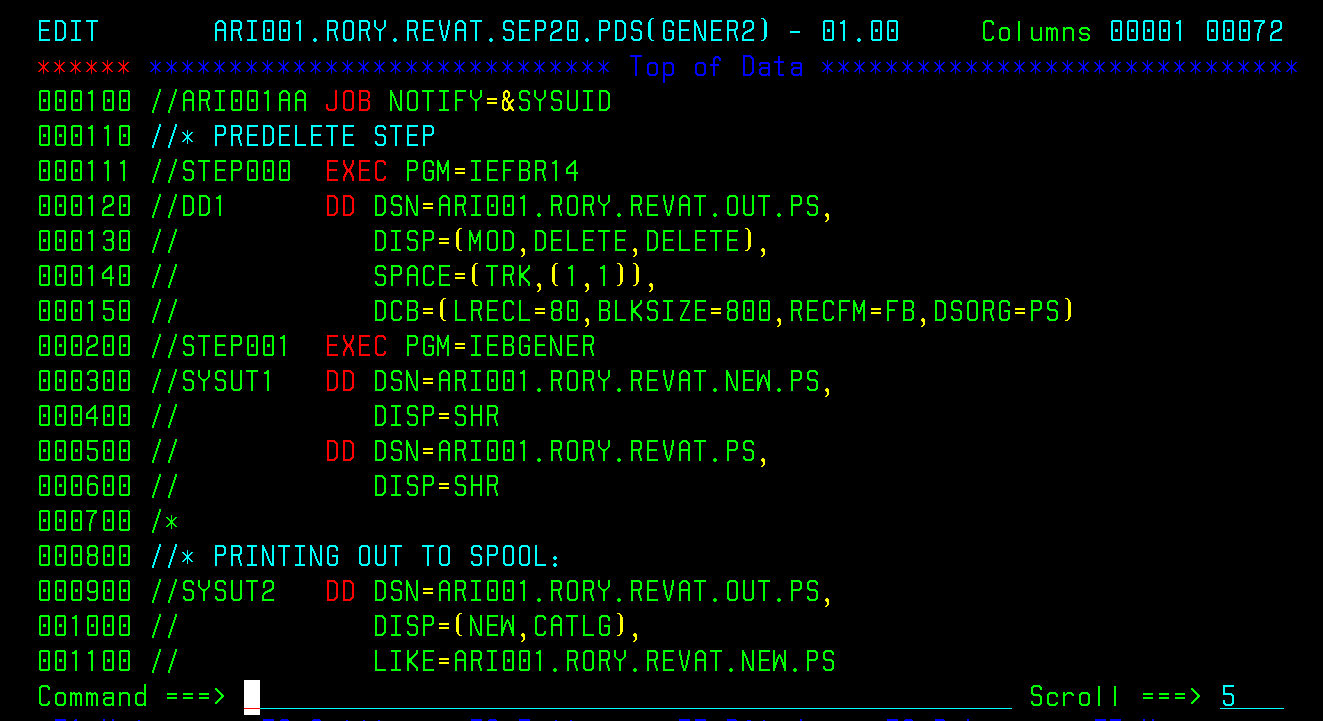 EDIT       ARI001.RORY.REVAT.SEP20.PDS(GENER2) - 01.00     Columns 00001 00072
****** ***************************** Top of Data ******************************
000100 //ARI001AA JOB NOTIFY=&SYSUID
000110 //* PREDELETE STEP
000111 //STEP000  EXEC PGM=IEFBR14
000120 //DD1      DD DSN=ARI001.RORY.REVAT.OUT.PS,
000130 //            DISP=(MOD,DELETE,DELETE),
000140 //            SPACE=(TRK,(1,1)),
000150 //            DCB=(LRECL=80,BLKSIZE=800,RECFM=FB,DSORG=PS)
000200 //STEP001  EXEC PGM=IEBGENER
000300 //SYSUT1   DD DSN=ARI001.RORY.REVAT.NEW.PS,
000400 //            DISP=SHR
000500 //         DD DSN=ARI001.RORY.REVAT.PS,
000600 //            DISP=SHR
000700 /*
000800 //* PRINTING OUT TO SPOOL:
000900 //SYSUT2   DD DSN=ARI001.RORY.REVAT.OUT.PS,
001000 //            DISP=(NEW,CATLG),
001100 //            LIKE=ARI001.RORY.REVAT.NEW.PS
Command ===> Scroll ===> 5